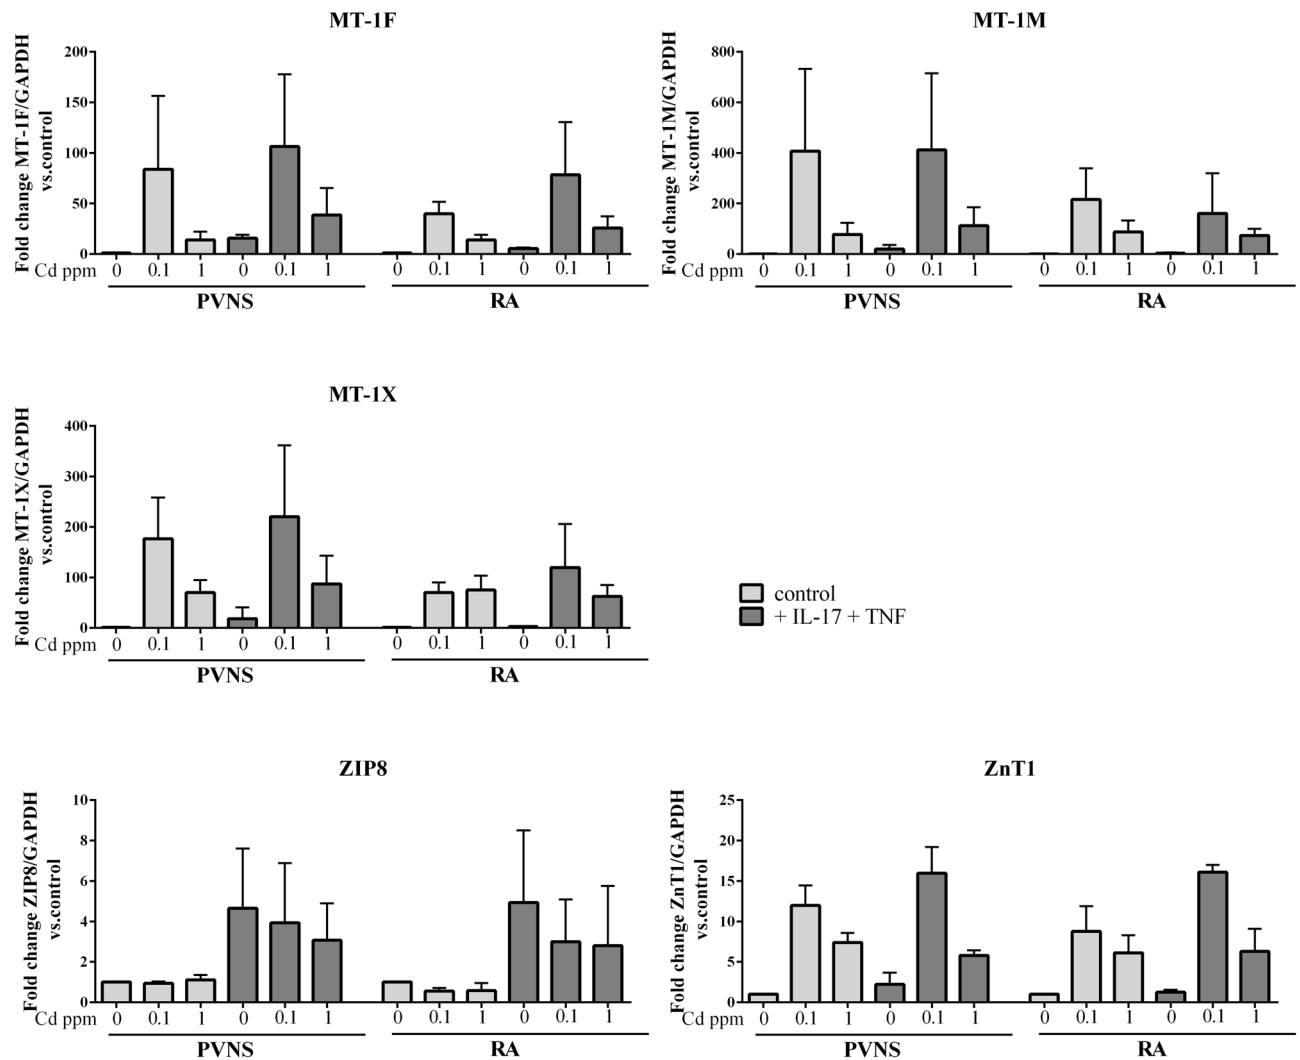 MT-1F
Fold change MT-1F/GAPDH
vs.control
200
150
100
50
0
Cd ppm 0 0.1 1 0 0.1 1 0 0.1 1 0 0.1 1
PVNS RA
MT-1M
Fold change MT-1M/GAPDH
vs.control
800
600
400
200
0
Cd ppm 0 0.1 1 0 0.1 1 0 0.1 1 0 0.1 1
PVNS RA
MT-1X
Fold change MT-1X/GAPDH
vs.control
400
300
200
100
0
Cd ppm 0 0.1 1 0 0.1 1 0 0.1 1 0 0.1 1
PVNS RA
control
+ IL-17 + TNF
ZIP8
Fold change ZIP8/GAPDH
vs.control
10
8
6
4
2
0
Cd ppm 0 0.1 1 0 0.1 1 0 0.1 1 0 0.1 1
PVNS RA
ZnT1
Fold change ZnT1/GAPDH
vs.control
25
20
15
10
5
0
Cd ppm 0 0.1 1 0 0.1 1 0 0.1 1 0 0.1 1
PVNS RA